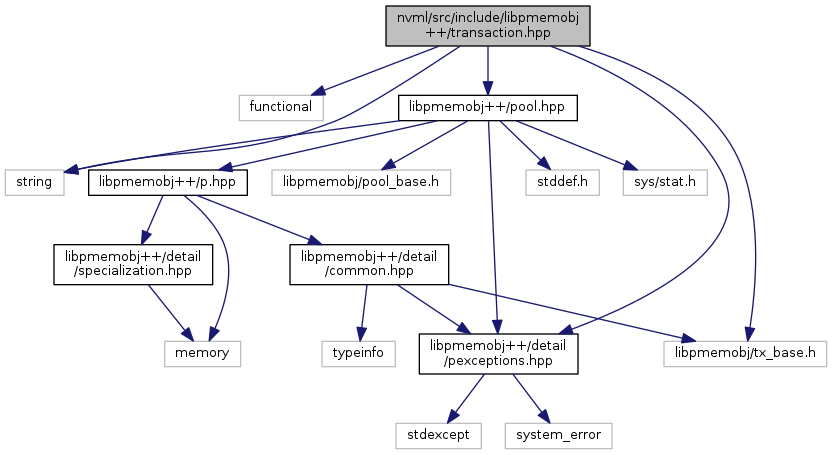 nvml/src/include/libpmemobj
++/transaction.hpp
functional
libpmemobj++/pool.hpp
string
libpmemobj++/p.hpp
libpmemobj/pool_base.h
stddef.h
sys/stat.h
libpmemobj++/detail
/specialization.hpp
libpmemobj++/detail
/common.hpp
memory
typeinfo
libpmemobj++/detail
/pexceptions.hpp
libpmemobj/tx_base.h
stdexcept
system_error